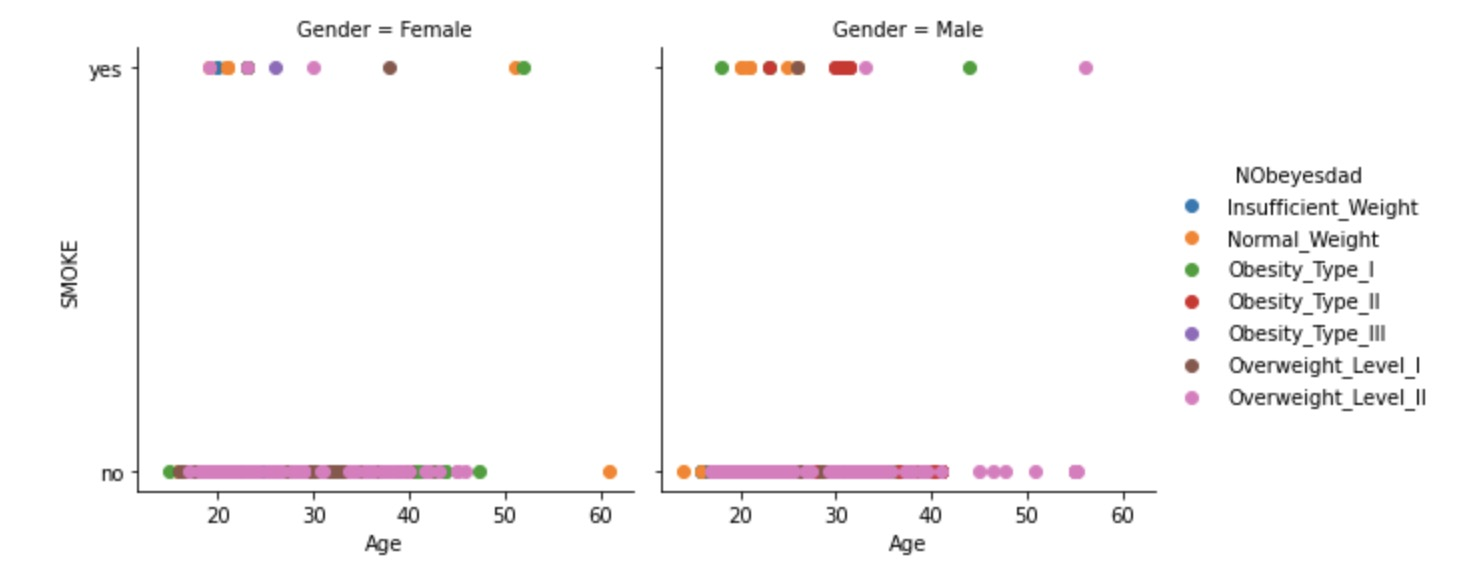 Gender = Female
Gender = Male
yes
no
SMOKE
20 30 40 50 60
Age
20 30 40 50 60
Age
NObeyesdad
Insufficient_Weight
Normal_Weight
Obesity_Type_I
Obesity_Type_II
Obesity_Type_III
Overweight_Level_I
Overweight_Level_II